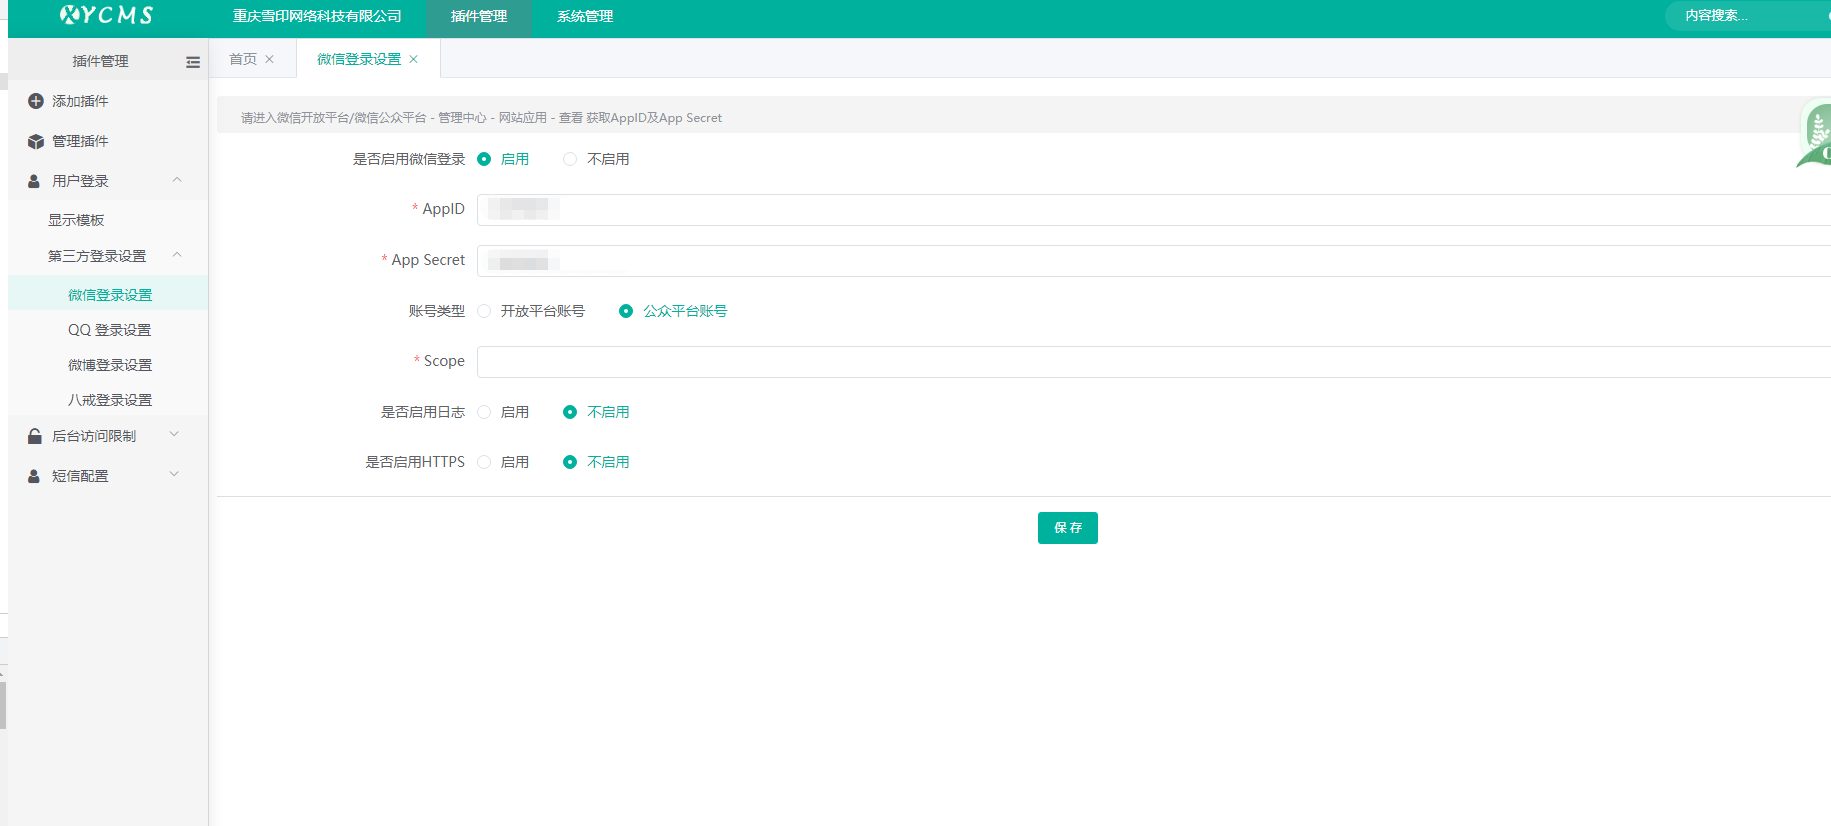 XYCMS
重庆雪印网络科技有限公司
插件管理
系统管理
内容搜索...
插件管理
首页
微信登录设置
添加插件
管理插件
用户登录
显示模板
第三方登录设置
微信登录设置
QQ 登录设置
微博登录设置
八戒登录设置
后台访问限制
短信配置
请进入微信开放平台/微信公众平台 - 管理中心 - 网站应用 - 查看 获取AppID及App Secret
是否启用微信登录 启用 不启用
* AppID
* App Secret
账号类型 开放平台账号 公众平台账号
* Scope
是否启用日志 启用 不启用
是否启用HTTPS 启用 不启用
保 存